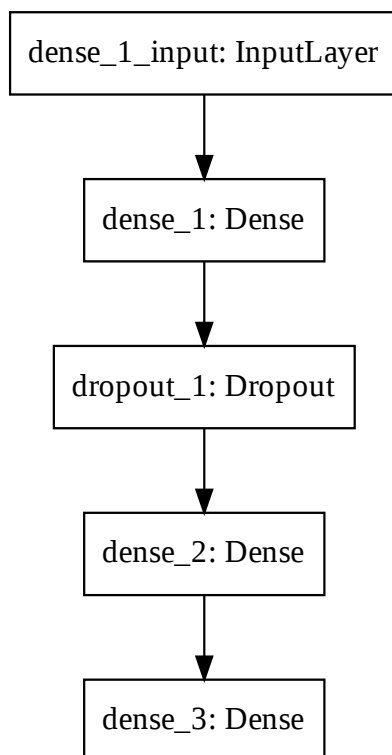 dense_1_input: InputLayer
dense_1: Dense
dropout_1: Dropout
dense_2: Dense
dense_3: Dense